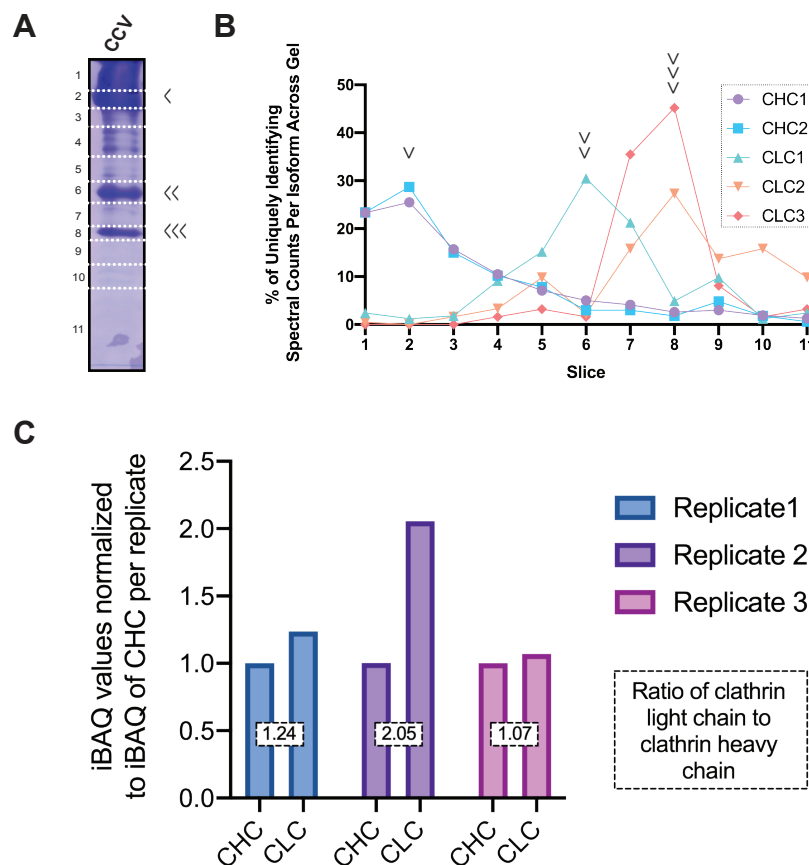 A
CCV
1
2
3
4
5
6
7
8
9
10
11
<
<<
<<<
B
% of Uniquely Identifying
Spectral Counts Per Isoform Across Gel
50
40
30
20
10
0
1 2 3 4 5 6 7 8 9 10 11
Slice
CHC1
CHC2
CLC1
CLC2
CLC3
C
iBAQ values normalized
to iBAQ of CHC per replicate
2.5
2.0
1.5
1.0
0.5
0.0
1.24
2.05
1.07
CHC CLC CHC CLC CHC CLC
Replicate1
Replicate 2
Replicate 3
Ratio of clathrin
light chain to
clathrin heavy
chain